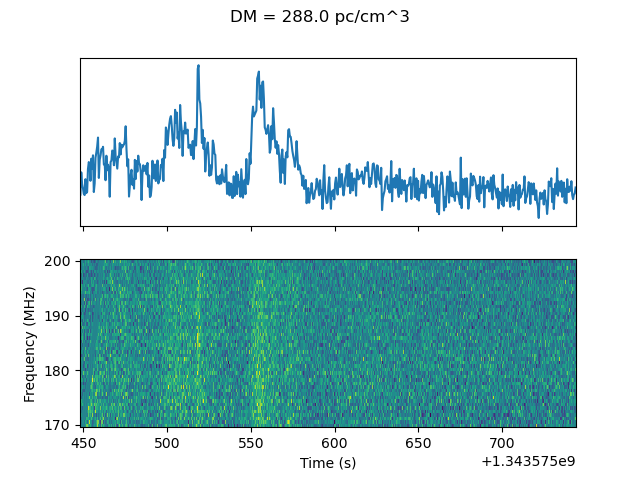 DM = 288.0 pc/cm^3
200
190
180
170
Frequency (MHz)
450 500 550 600 650 700
Time (s)
+1.343575e9